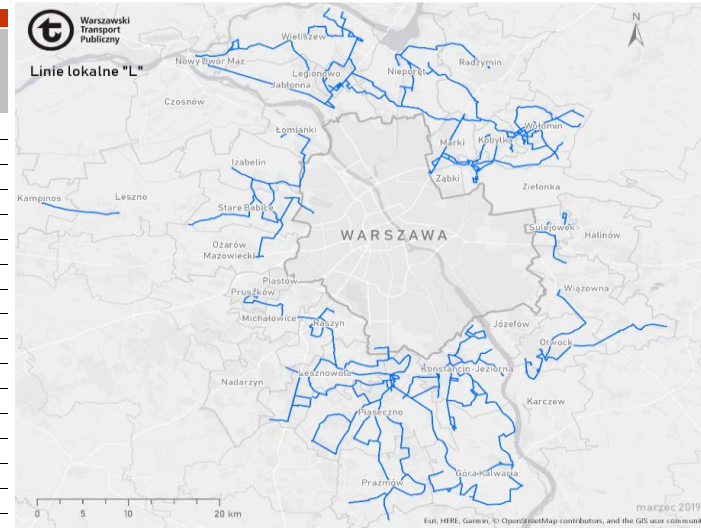 Warszawski
Transport
Publiczny
Linie lokalne "L"
N
Wieliszew
Nowy Dwór Maz.
Legionowo
Nieporęt
Radzymin
Jabłonna
Czosnów
Łomianki
Wołomin
Marki
Kobyłka
Izabelin
Ząbki
Zielonka
Kampinos
Leszno
Stare Babice
WARSZAWA
Sulejówek
Halinów
Ożarów
Mazowiecki
Piastów
Pruszków
Wiązowna
Michałowice
Raszyn
Józefów
Otwock
Lesznowola
Konstancin-Jeziorna
Nadarzyn
Karczew
Piaseczno
Góra Kalwaria
Prażmów
0 5 10 20 km
marzec 2019
Esri, HERE, Garmin, © OpenStreetMap contributors, and the GIS user communi